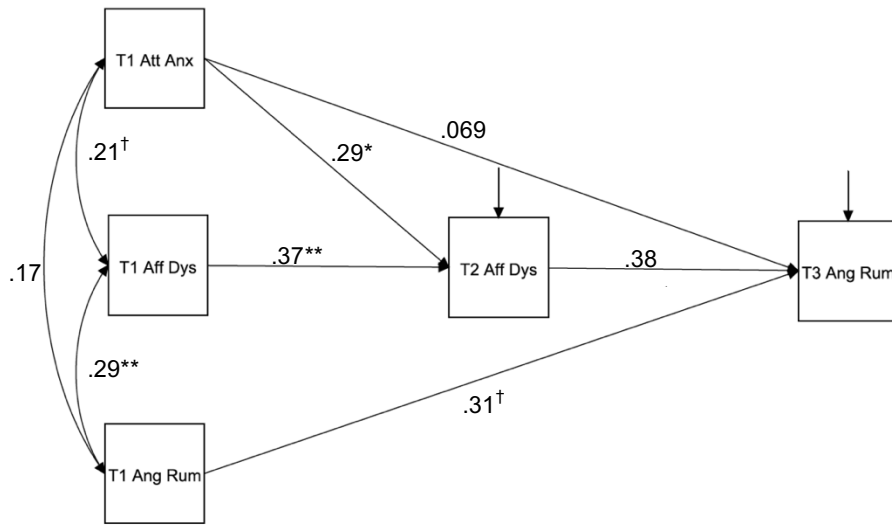 T1 Att Anx
.069
.21†
.29*
T1 Aff Dys
.37**
T2 Aff Dys
.38
T3 Ang Rum
.17
.29**
.31†
T1 Ang Rum